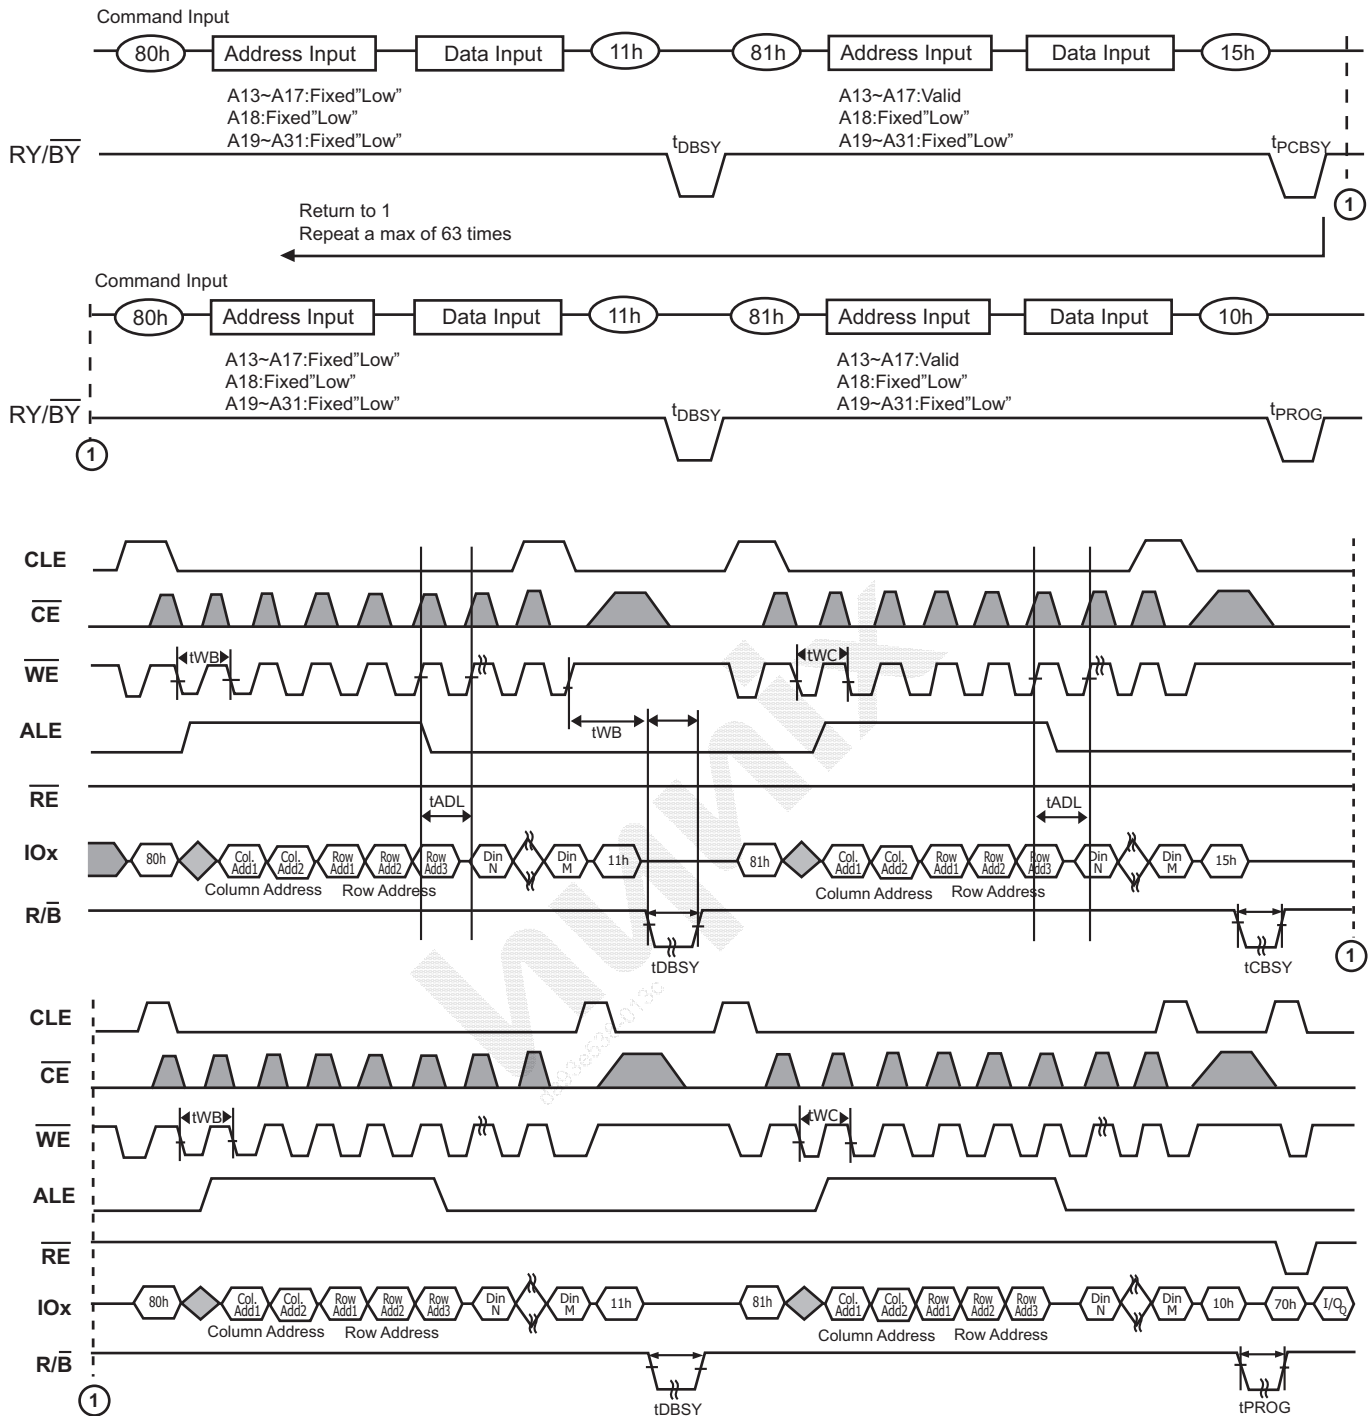 Command Input
80h Address Input Data Input 11h 81h Address Input Data Input 15h
A13~A17:Fixed"Low" A13~A17:Valid
A18:Fixed"Low" A18:Fixed"Low"
A19~A31:Fixed"Low" tDBSY A19~A31:Fixed"Low" tPCBSY
RY/BY
1
Return to 1
Repeat a max of 63 times
Command Input
80h Address Input Data Input 11h 81h Address Input Data Input 10h
A13~A17:Fixed"Low" A13~A17:Valid
A18:Fixed"Low" A18:Fixed"Low"
A19~A31:Fixed"Low" tDBSY A19~A31:Fixed"Low" tPROG
RY/BY
1
CLE
CE
WE tWB tWC
ALE tWB
RE
tADL tADL
IOx 80h Col. Add1 Col. Add2 Row Add1 Row Add2 Row Add3 Din N Din M 11h 81h Col. Add1 Col. Add2 Row Add1 Row Add2 Row Add3 Din N Din M 15h
Column Address Row Address Column Address Row Address
R/B
tDBSY tCBSY 1
hynix
CLE
CE
WE tWB tWC
ALE
RE
IOx 80h Col. Add1 Col. Add2 Row Add1 Row Add2 Row Add3 Din N Din M 11h 81h Col. Add1 Col. Add2 Row Add1 Row Add2 Row Add3 Din N Din M 10h 70h I/O0
Column Address Row Address Column Address Row Address
R/B
1 tDBSY tPROG